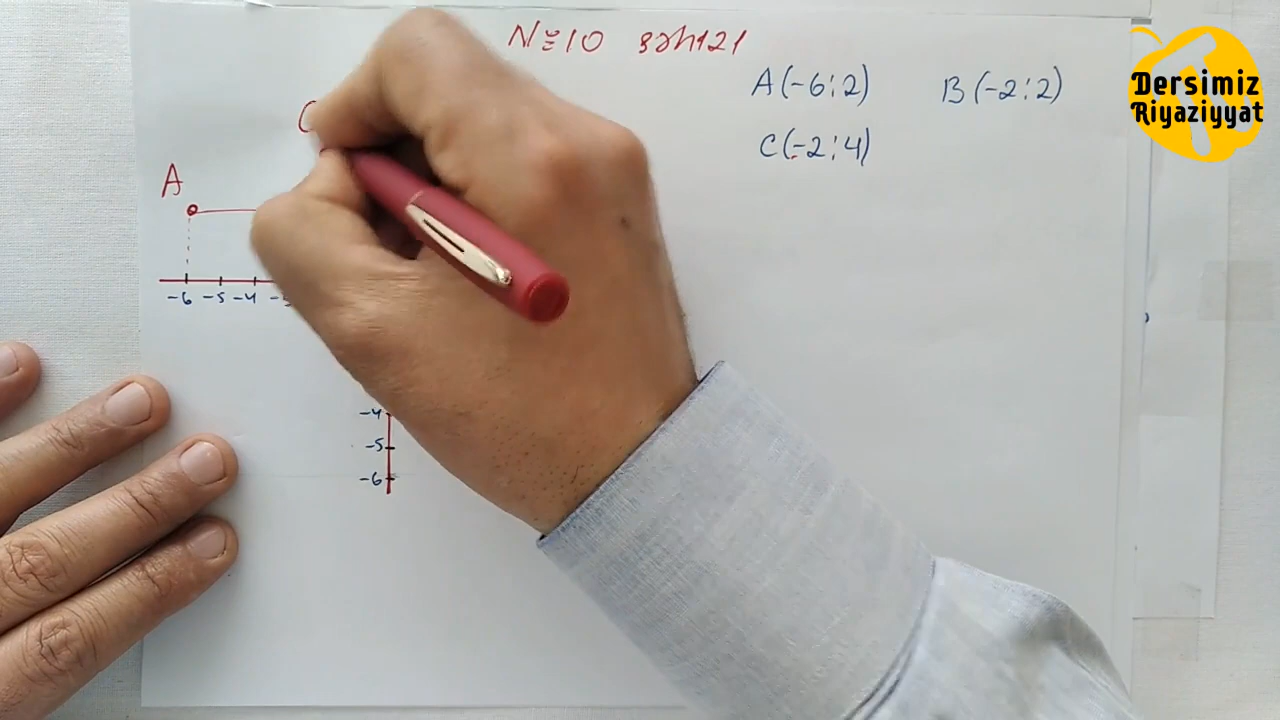 №10 səh121
A(-6;2) B(-2;2)
C(-2;4)
Dersimiz
Riyaziyyat
C
A
-6 -5 -4
-4
-5
-6